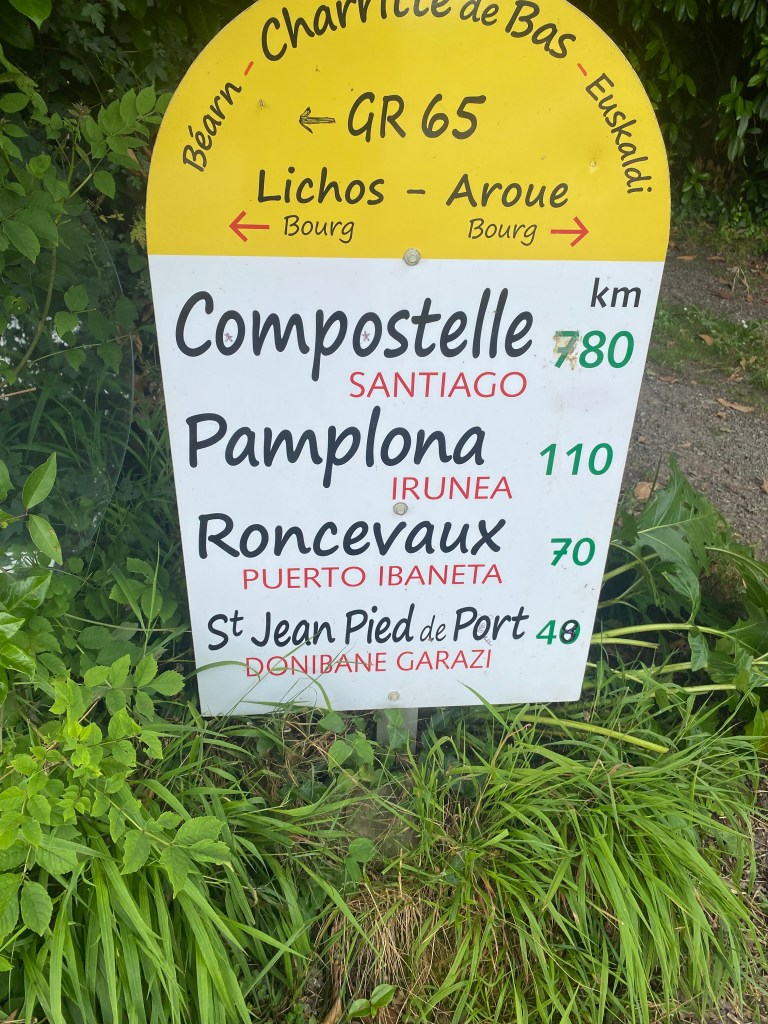 Charritte de Bas
Béarn - - Euskaldi
← GR 65
Lichos - Aroue
← Bourg Bourg →
km
Compostelle 780
SANTIAGO
Pamplona 110
IRUNEA
Roncevaux 70
PUERTO IBANETA
St Jean Pied de Port 40
DONIBANE GARAZI